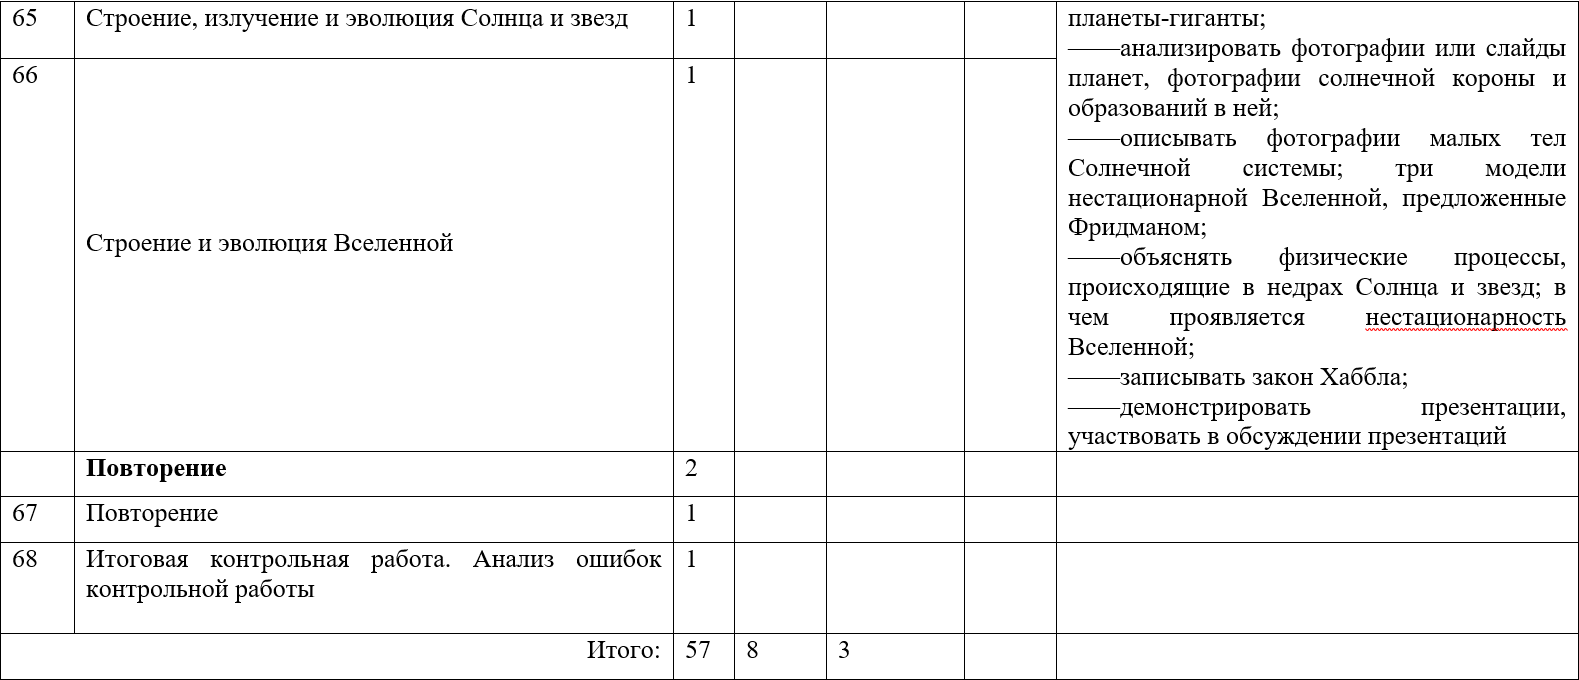 65 Строение, излучение и эволюция Солнца и звезд 1
66 Строение и эволюция Вселенной 1
планеты-гиганты;
——анализировать фотографии или слайды
планет, фотографии солнечной короны и
образований в ней;
——описывать фотографии малых тел
Солнечной системы; три модели
нестационарной Вселенной, предложенные
Фридманом;
——объяснять физические процессы,
происходящие в недрах Солнца и звезд; в
чем проявляется нестационарность
Вселенной;
——записывать закон Хаббла;
——демонстрировать презентации,
участвовать в обсуждении презентаций
Повторение 2
67 Повторение 1
68 Итоговая контрольная работа. Анализ ошибок 1
контрольной работы
Итого: 57 8 3